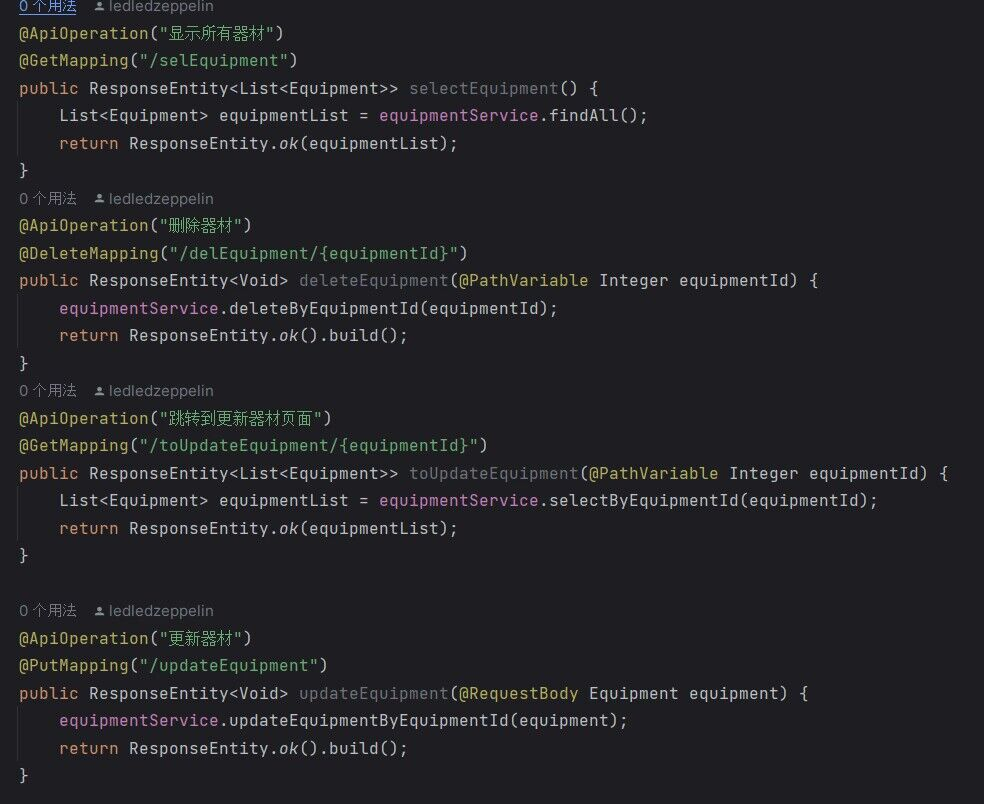 0 个用法 ledledzeppelin
@ApiOperation("显示所有器材")
@GetMapping("/selEquipment")
public ResponseEntity<List<Equipment>> selectEquipment() {
    List<Equipment> equipmentList = equipmentService.findAll();
    return ResponseEntity.ok(equipmentList);
}
0 个用法 ledledzeppelin
@ApiOperation("删除器材")
@DeleteMapping("/delEquipment/{equipmentId}")
public ResponseEntity<Void> deleteEquipment(@PathVariable Integer equipmentId) {
    equipmentService.deleteByEquipmentId(equipmentId);
    return ResponseEntity.ok().build();
}
0 个用法 ledledzeppelin
@ApiOperation("跳转到更新器材页面")
@GetMapping("/toUpdateEquipment/{equipmentId}")
public ResponseEntity<List<Equipment>> toUpdateEquipment(@PathVariable Integer equipmentId) {
    List<Equipment> equipmentList = equipmentService.selectByEquipmentId(equipmentId);
    return ResponseEntity.ok(equipmentList);
}
0 个用法 ledledzeppelin
@ApiOperation("更新器材")
@PutMapping("/updateEquipment")
public ResponseEntity<Void> updateEquipment(@RequestBody Equipment equipment) {
    equipmentService.updateEquipmentByEquipmentId(equipment);
    return ResponseEntity.ok().build();
}